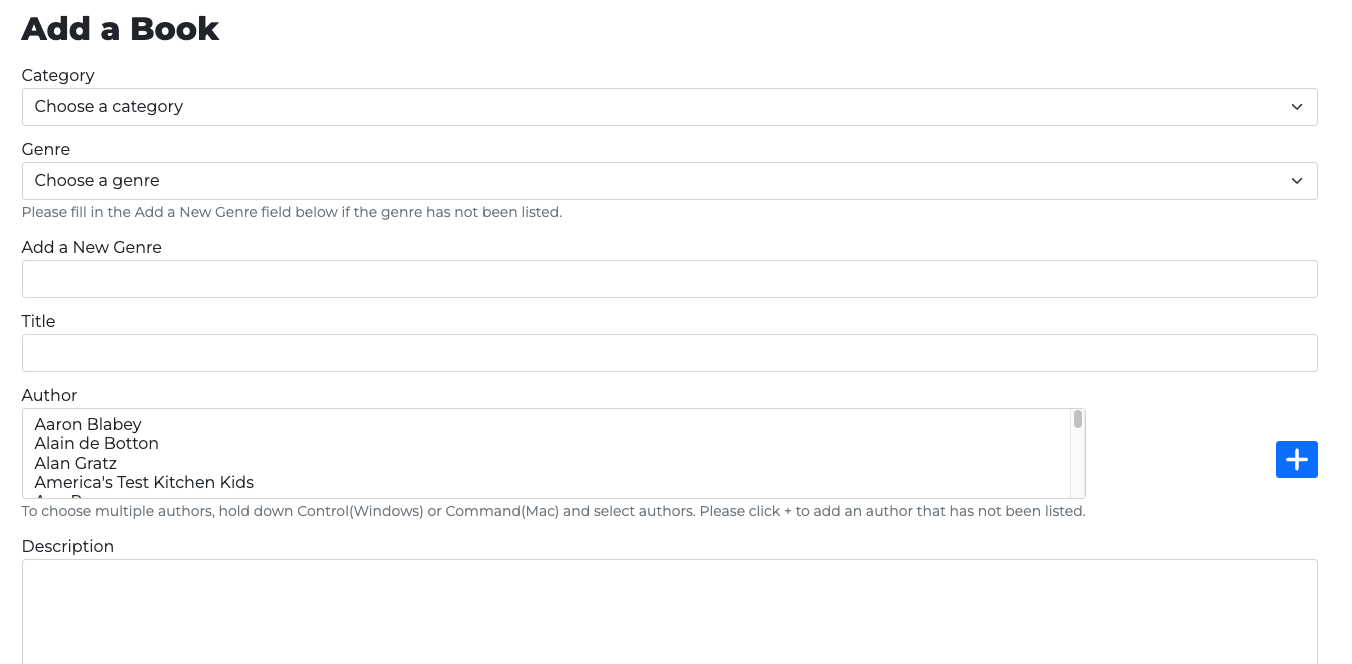 Add a Book
Category
Choose a category
Genre
Choose a genre
Please fill in the Add a New Genre field below if the genre has not been listed.
Add a New Genre
Title
Author
Aaron Blabey
Alain de Botton
Alan Gratz
America's Test Kitchen Kids
To choose multiple authors, hold down Control(Windows) or Command(Mac) and select authors. Please click + to add an author that has not been listed.
Description